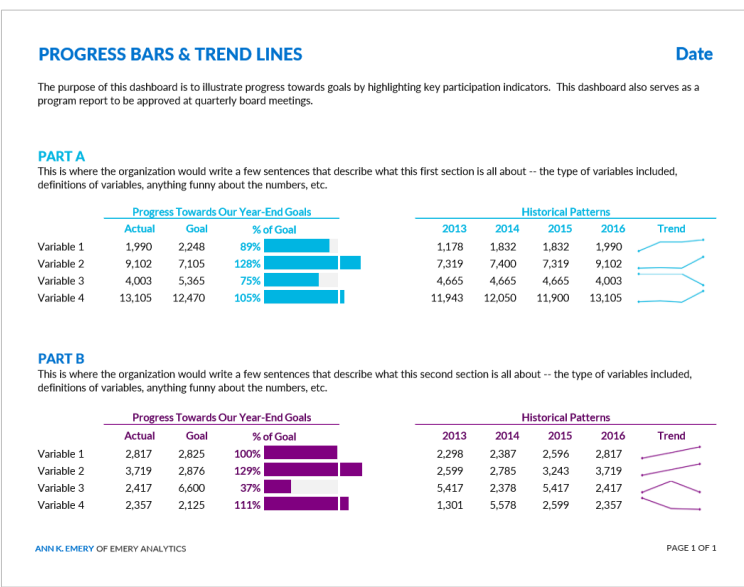 PROGRESS BARS & TREND LINES Date
The purpose of this dashboard is to illustrate progress towards goals by highlighting key participation indicators. This dashboard also serves as a
program report to be approved at quarterly board meetings.
PART A
This is where the organization would write a few sentences that describe what this first section is all about -- the type of variables included,
definitions of variables, anything funny about the numbers, etc.
Progress Towards Our Year-End Goals Historical Patterns
Actual Goal % of Goal 2013 2014 2015 2016 Trend
Variable 1 1,990 2,248 89% 1,178 1,832 1,832 1,990
Variable 2 9,102 7,105 128% 7,319 7,400 7,319 9,102
Variable 3 4,003 5,365 75% 4,665 4,665 4,665 4,003
Variable 4 13,105 12,470 105% 11,943 12,050 11,900 13,105
PART B
This is where the organization would write a few sentences that describe what this second section is all about -- the type of variables included,
definitions of variables, anything funny about the numbers, etc.
Progress Towards Our Year-End Goals Historical Patterns
Actual Goal % of Goal 2013 2014 2015 2016 Trend
Variable 1 2,817 2,825 100% 2,298 2,387 2,596 2,817
Variable 2 3,719 2,876 129% 2,599 2,785 3,243 3,719
Variable 3 2,417 6,600 37% 5,417 2,378 5,417 2,417
Variable 4 2,357 2,125 111% 1,301 5,578 2,599 2,357
ANN K. EMERY OF EMERY ANALYTICS PAGE 1 OF 1